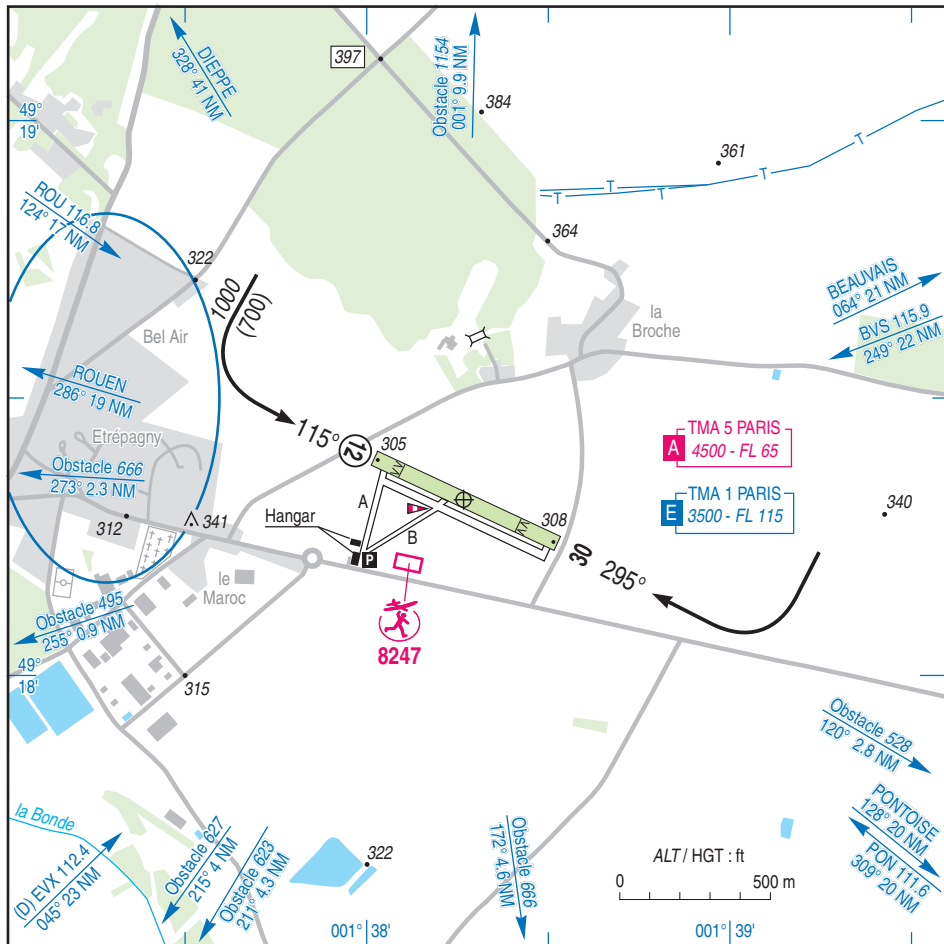 397
DIEPPE
328° 41 NM
Obstacle 1154
001° 9.9 NM
384
49°
19'
361
T
T
T
T
T
ROU 116.8
124° 17 NM
322
364
1000
(700)
BEAUVAIS
064° 21 NM
BVS 115.9
249° 22 NM
la
Broche
Bel Air
ROUEN
286° 19 NM
115°
12
305
Etrépagny
TMA 5 PARIS
A
4500 - FL 65
Obstacle 666
273° 2.3 NM
TMA 1 PARIS
E
3500 - FL 115
340
312
341
Hangar
A
B
308
P
30
295°
le
Maroc
Obstacle 495
255° 0.9 NM
8247
49°
18'
315
Obstacle 528
120° 2.8 NM
la Bonde
PONTOISE
128° 20 NM
PON 111.6
309° 20 NM
(D) EVX 112.4
045° 23 NM
Obstacle 627
215° 4 NM
Obstacle 623
211° 4.3 NM
322
Obstacle 666
172° 4.6 NM
ALT / HGT : ft
0
500 m
001° 38'
001° 39'